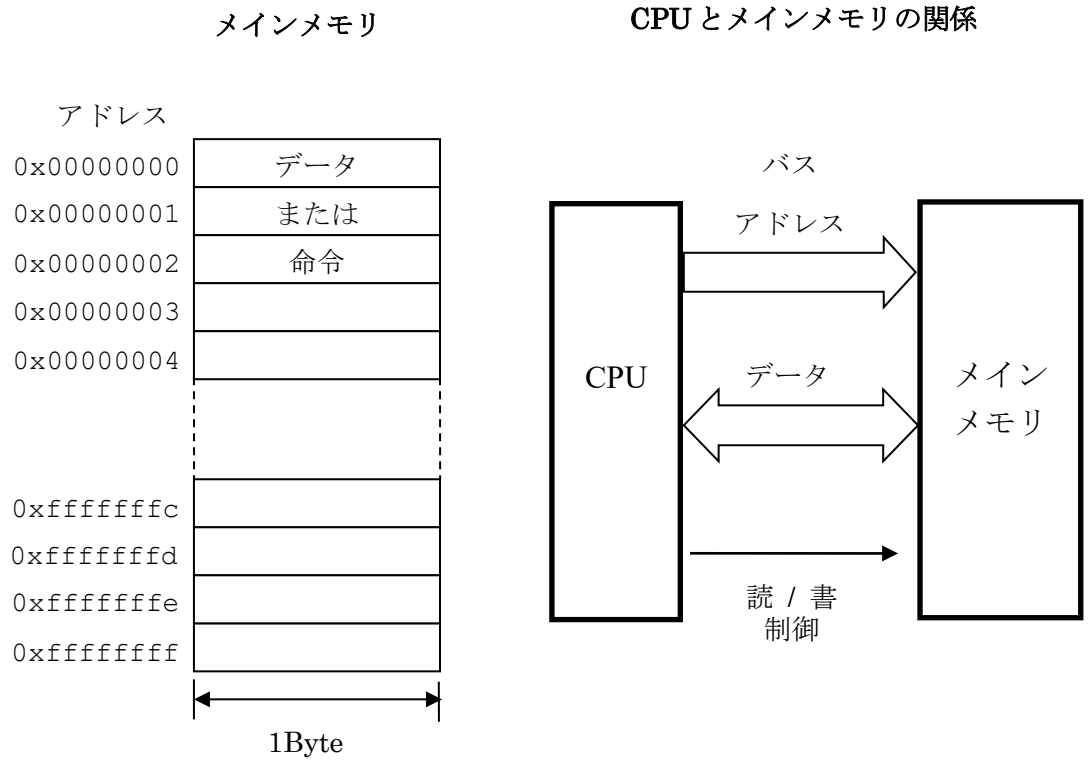 メインメモリ
CPUとメインメモリの関係
アドレス
0x00000000
データ
0x00000001
または
0x00000002
命令
0x00000003
0x00000004
0xfffffffc
0xfffffffd
0xfffffffe
0xffffffff
1Byte
バス
アドレス
CPU
データ
メイン
メモリ
読 / 書
制御